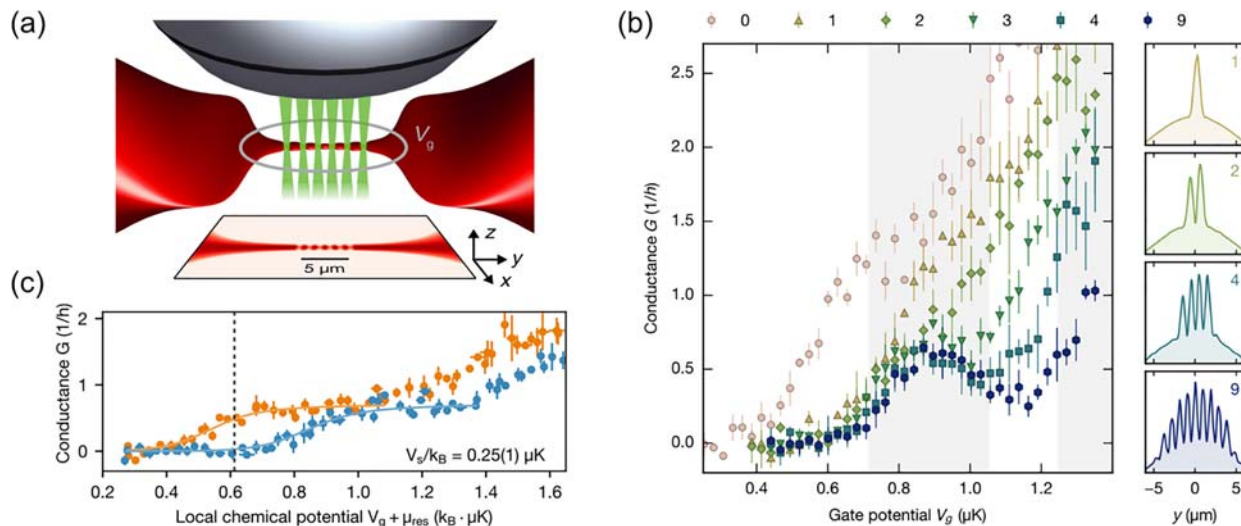 (a)
V_g
5 µm
z
y
x
(b)
0 1 2 3 4 9
Conductance G (1/h)
2.5
2.0
1.5
1.0
0.5
0.0
0.4 0.6 0.8 1.0 1.2
Gate potential V_g (µK)
1
2
4
9
−5 0 5
y (µm)
(c)
Conductance G (1/h)
2
1
0
V_s/k_B = 0.25(1) µK
0.2 0.4 0.6 0.8 1.0 1.2 1.4 1.6
Local chemical potential V_g + µ_res (k_B · µK)